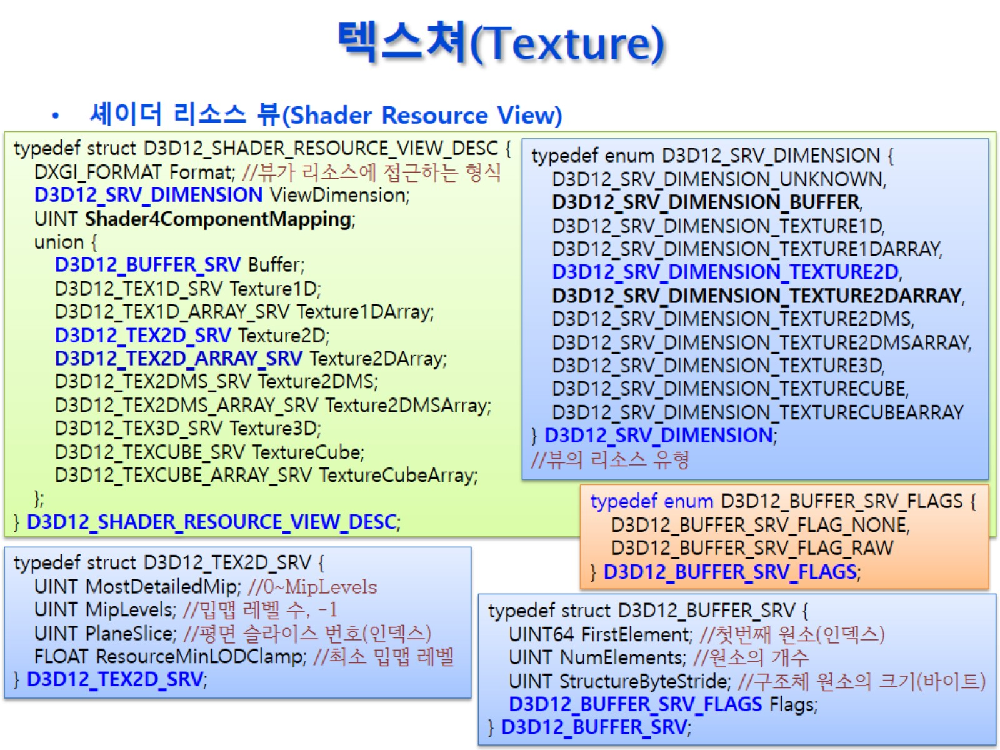 텍스쳐(Texture)
• 셰이더 리소스 뷰(Shader Resource View)
typedef struct D3D12_SHADER_RESOURCE_VIEW_DESC {
DXGI_FORMAT Format; //뷰가 리소스에 접근하는 형식
D3D12_SRV_DIMENSION ViewDimension;
UINT Shader4ComponentMapping;
union {
D3D12_BUFFER_SRV Buffer;
D3D12_TEX1D_SRV Texture1D;
D3D12_TEX1D_ARRAY_SRV Texture1DArray;
D3D12_TEX2D_SRV Texture2D;
D3D12_TEX2D_ARRAY_SRV Texture2DArray;
D3D12_TEX2DMS_SRV Texture2DMS;
D3D12_TEX2DMS_ARRAY_SRV Texture2DMSArray;
D3D12_TEX3D_SRV Texture3D;
D3D12_TEXCUBE_SRV TextureCube;
D3D12_TEXCUBE_ARRAY_SRV TextureCubeArray;
};
} D3D12_SHADER_RESOURCE_VIEW_DESC;
typedef enum D3D12_SRV_DIMENSION {
D3D12_SRV_DIMENSION_UNKNOWN,
D3D12_SRV_DIMENSION_BUFFER,
D3D12_SRV_DIMENSION_TEXTURE1D,
D3D12_SRV_DIMENSION_TEXTURE1DARRAY,
D3D12_SRV_DIMENSION_TEXTURE2D,
D3D12_SRV_DIMENSION_TEXTURE2DARRAY,
D3D12_SRV_DIMENSION_TEXTURE2DMS,
D3D12_SRV_DIMENSION_TEXTURE2DMSARRAY,
D3D12_SRV_DIMENSION_TEXTURE3D,
D3D12_SRV_DIMENSION_TEXTURECUBE,
D3D12_SRV_DIMENSION_TEXTURECUBEARRAY
} D3D12_SRV_DIMENSION;
//뷰의 리소스 유형
typedef enum D3D12_BUFFER_SRV_FLAGS {
D3D12_BUFFER_SRV_FLAG_NONE,
D3D12_BUFFER_SRV_FLAG_RAW
} D3D12_BUFFER_SRV_FLAGS;
typedef struct D3D12_TEX2D_SRV {
UINT MostDetailedMip; //0~MipLevels
UINT MipLevels; //밉맵 레벨 수, -1
UINT PlaneSlice; //평면 슬라이스 번호(인덱스)
FLOAT ResourceMinLODClamp; //최소 밉맵 레벨
} D3D12_TEX2D_SRV;
typedef struct D3D12_BUFFER_SRV {
UINT64 FirstElement; //첫번째 원소(인덱스)
UINT NumElements; //원소의 개수
UINT StructureByteStride; //구조체 원소의 크기(바이트)
D3D12_BUFFER_SRV_FLAGS Flags;
} D3D12_BUFFER_SRV;